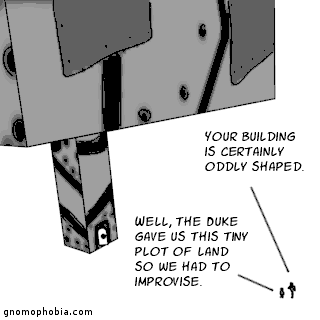 YOUR BUILDING
IS CERTAINLY
ODDLY SHAPED.
WELL, THE DUKE
GAVE US THIS TINY
PLOT OF LAND
SO WE HAD TO
IMPROVISE.
gnomophobia.com